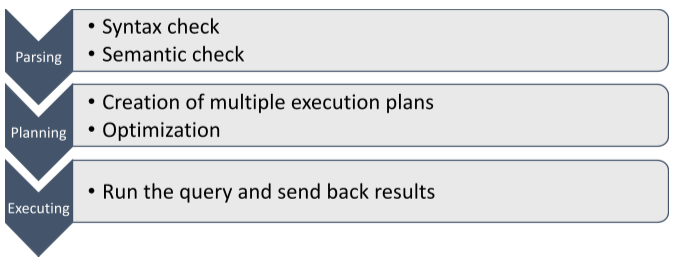 Parsing
• Syntax check
• Semantic check
Planning
• Creation of multiple execution plans
• Optimization
Executing
• Run the query and send back results